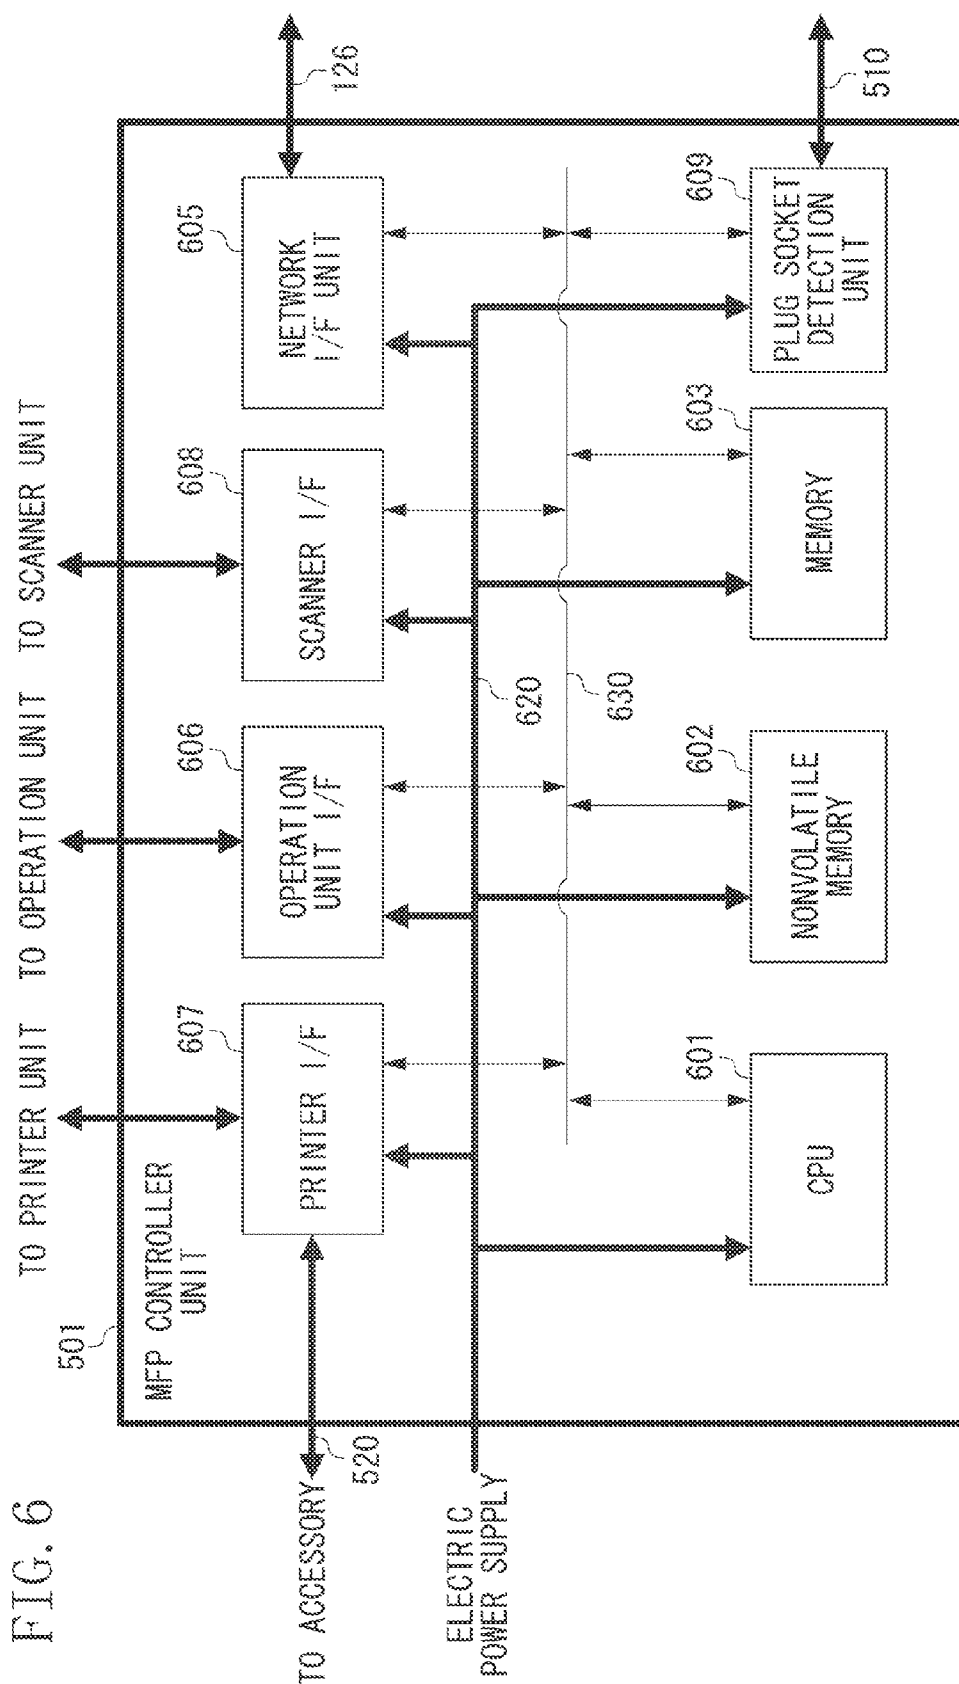 FIG. 6
TO PRINTER UNIT
TO OPERATION UNIT
TO SCANNER UNIT
501
MFP CONTROLLER
UNIT
607
606
608
605
PRINTER I/F
OPERATION
UNIT I/F
SCANNER I/F
NETWORK
I/F UNIT
126
TO ACCESSORY
520
ELECTRIC
POWER SUPPLY
620
630
601
602
603
609
CPU
NONVOLATILE
MEMORY
MEMORY
PLUG SOCKET
DETECTION
UNIT
510